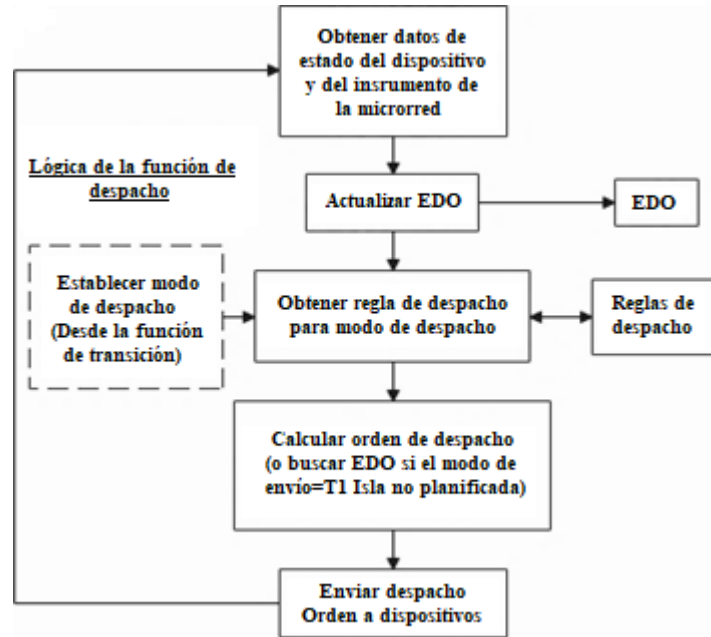 Obtener datos de
estado del dispositivo
y del insrumento de
la microrred
Lógica de la función de
despacho
Actualizar EDO
EDO
Establecer modo
de despacho
(Desde la función
de transición)
Obtener regla de despacho
para modo de despacho
Reglas de
despacho
Calcular orden de despacho
(o buscar EDO si el modo de
envío=T1 Isla no planificada)
Enviar despacho
Orden a dispositivos